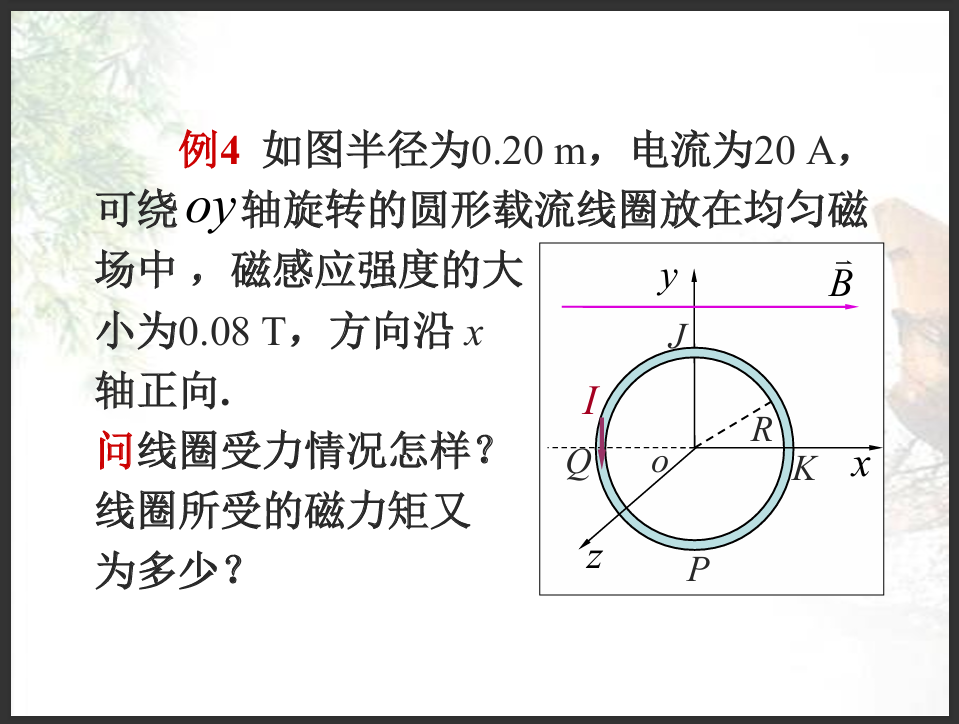 例4 如图半径为0.20 m，电流为20 A，
可绕oy轴旋转的圆形载流线圈放在均匀磁
场中 ，磁感应强度的大
小为0.08 T，方向沿 x
轴正向.
问线圈受力情况怎样？
线圈所受的磁力矩又
为多少？
y
B⃗
J
I
R
Q
o
K
x
z
P